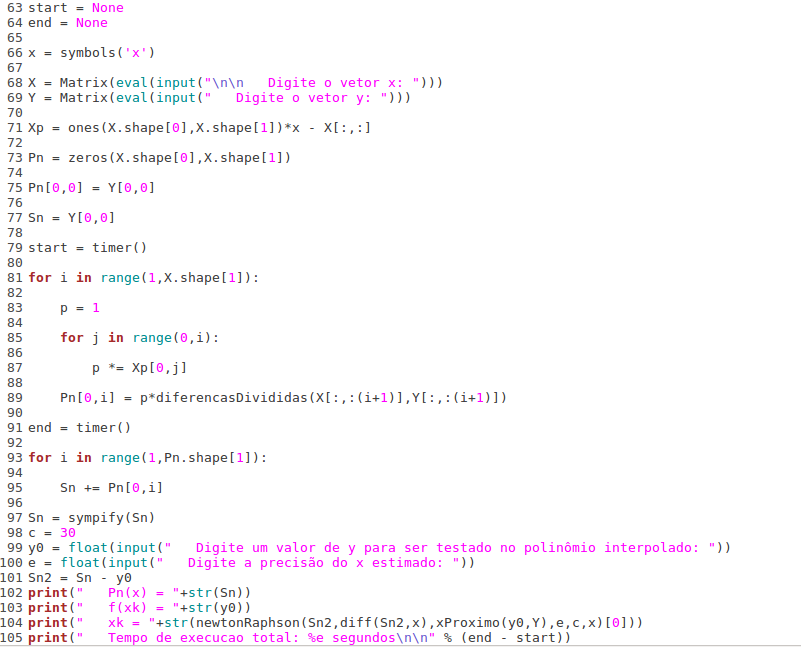 63 start = None
64 end = None
65
66 x = symbols('x')
67
68 X = Matrix(eval(input("\n\n   Digite o vetor x: ")))
69 Y = Matrix(eval(input("   Digite o vetor y: ")))
70
71 Xp = ones(X.shape[0],X.shape[1])*x - X[:,:]
72
73 Pn = zeros(X.shape[0],X.shape[1])
74
75 Pn[0,0] = Y[0,0]
76
77 Sn = Y[0,0]
78
79 start = timer()
80
81 for i in range(1,X.shape[1]):
82
83     p = 1
84
85     for j in range(0,i):
86
87         p *= Xp[0,j]
88
89     Pn[0,i] = p*diferencasDivididas(X[:,:(i+1)],Y[:,:(i+1)])
90
91 end = timer()
92
93 for i in range(1,Pn.shape[1]):
94
95     Sn += Pn[0,i]
96
97 Sn = sympify(Sn)
98 c = 30
99 y0 = float(input("   Digite um valor de y para ser testado no polinômio interpolado: "))
100 e = float(input("   Digite a precisão do x estimado: "))
101 Sn2 = Sn - y0
102 print("   Pn(x) = "+str(Sn))
103 print("   f(xk) = "+str(y0))
104 print("   xk = "+str(newtonRaphson(Sn2,diff(Sn2,x),xProximo(y0,Y),e,c,x)[0]))
105 print("   Tempo de execucao total: %e segundos\n\n" % (end - start))